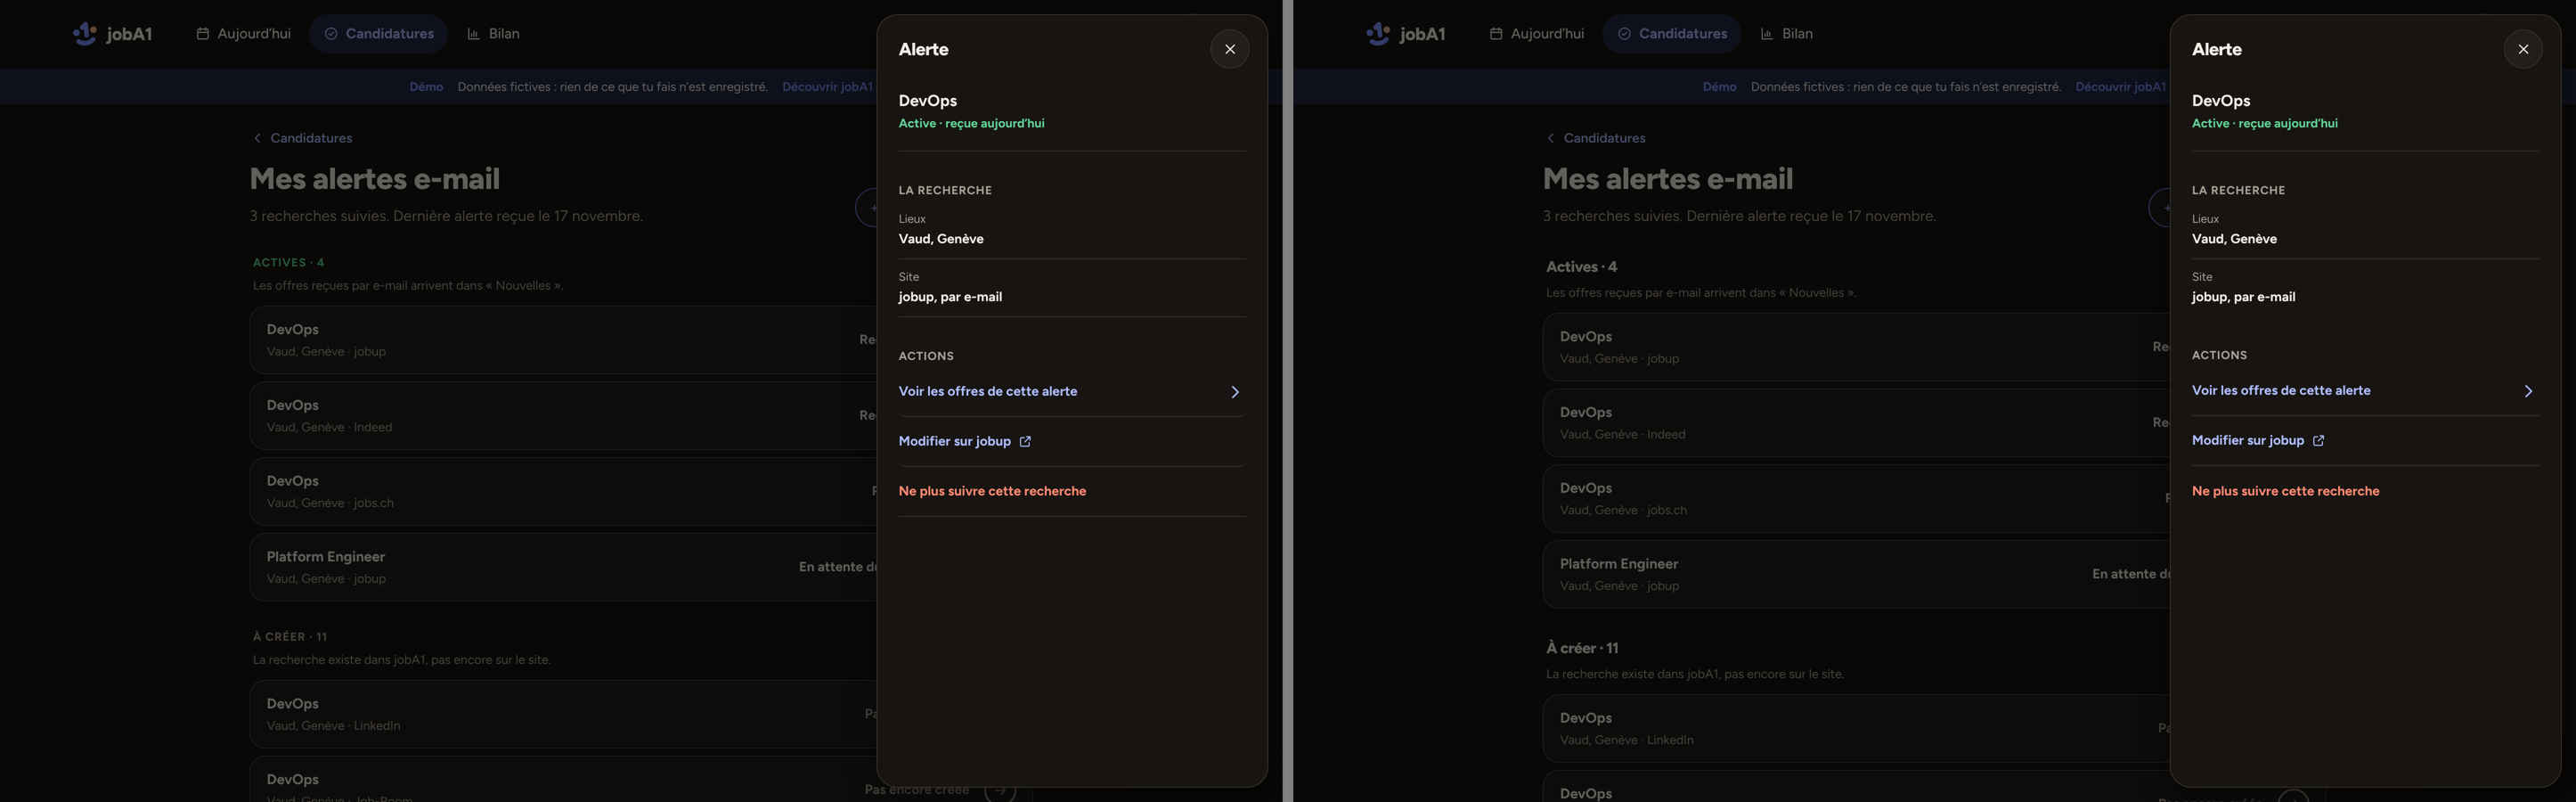 jobA1
Aujourd'hui
Candidatures
Bilan
Démo Données fictives : rien de ce que tu fais n'est enregistré. Découvrir jobA1
Candidatures
Mes alertes e-mail
3 recherches suivies. Dernière alerte reçue le 17 novembre.
ACTIVES · 4
Les offres reçues par e-mail arrivent dans « Nouvelles ».
DevOps
Vaud, Genève · jobup
DevOps
Vaud, Genève · Indeed
DevOps
Vaud, Genève · jobs.ch
Platform Engineer
Vaud, Genève · jobup
En attente
À CRÉER · 11
La recherche existe dans jobA1, pas encore sur le site.
DevOps
Vaud, Genève · LinkedIn
DevOps
Vaud, Genève · Job-Room
Pas encore créée
Alerte
DevOps
Active · reçue aujourd'hui
LA RECHERCHE
Lieux
Vaud, Genève
Site
jobup, par e-mail
ACTIONS
Voir les offres de cette alerte
Modifier sur jobup
Ne plus suivre cette recherche
jobA1
Aujourd'hui
Candidatures
Bilan
Démo Données fictives : rien de ce que tu fais n'est enregistré. Découvrir jobA1
Candidatures
Mes alertes e-mail
3 recherches suivies. Dernière alerte reçue le 17 novembre.
Actives · 4
Les offres reçues par e-mail arrivent dans « Nouvelles ».
DevOps
Vaud, Genève · jobup
DevOps
Vaud, Genève · Indeed
DevOps
Vaud, Genève · jobs.ch
Platform Engineer
Vaud, Genève · jobup
En attente
À créer · 11
La recherche existe dans jobA1, pas encore sur le site.
DevOps
Vaud, Genève · LinkedIn
DevOps
Alerte
DevOps
Active · reçue aujourd'hui
LA RECHERCHE
Lieux
Vaud, Genève
Site
jobup, par e-mail
ACTIONS
Voir les offres de cette alerte
Modifier sur jobup
Ne plus suivre cette recherche